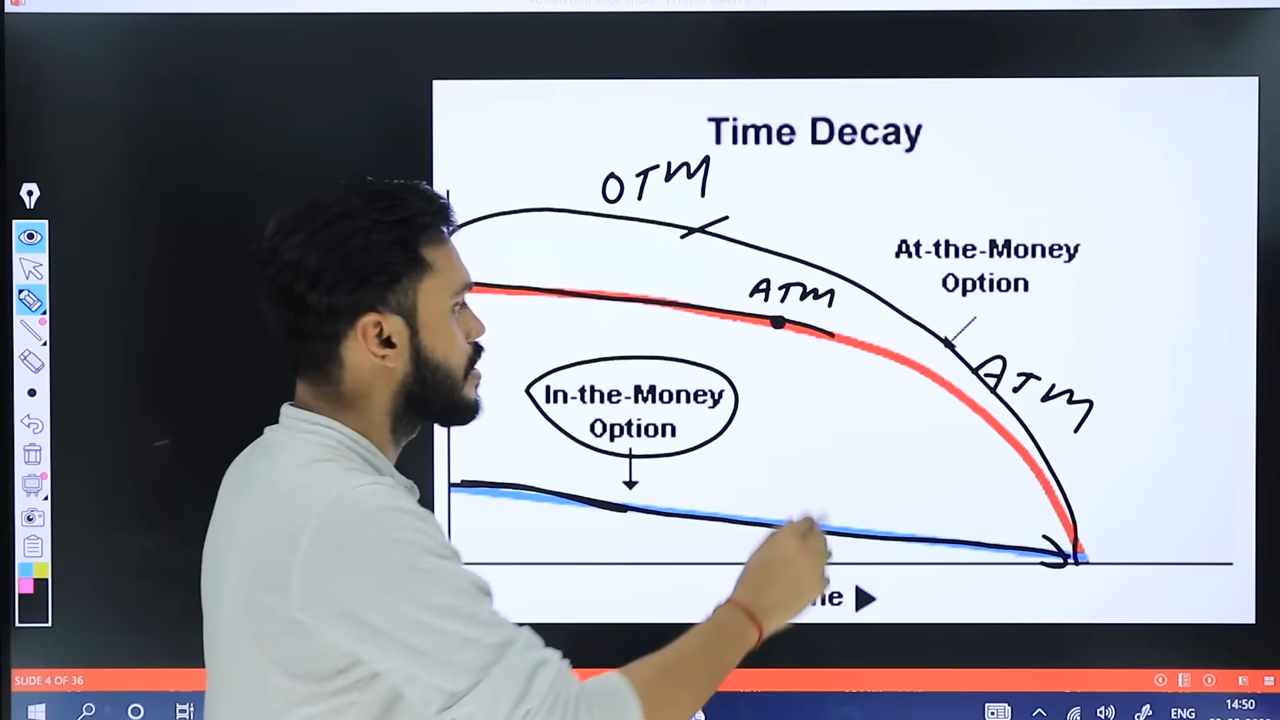 Time Decay
OTM
At-the-Money
Option
ATM
ATM
In-the-Money
Option
SLIDE 4 OF 36
14:50
ENG